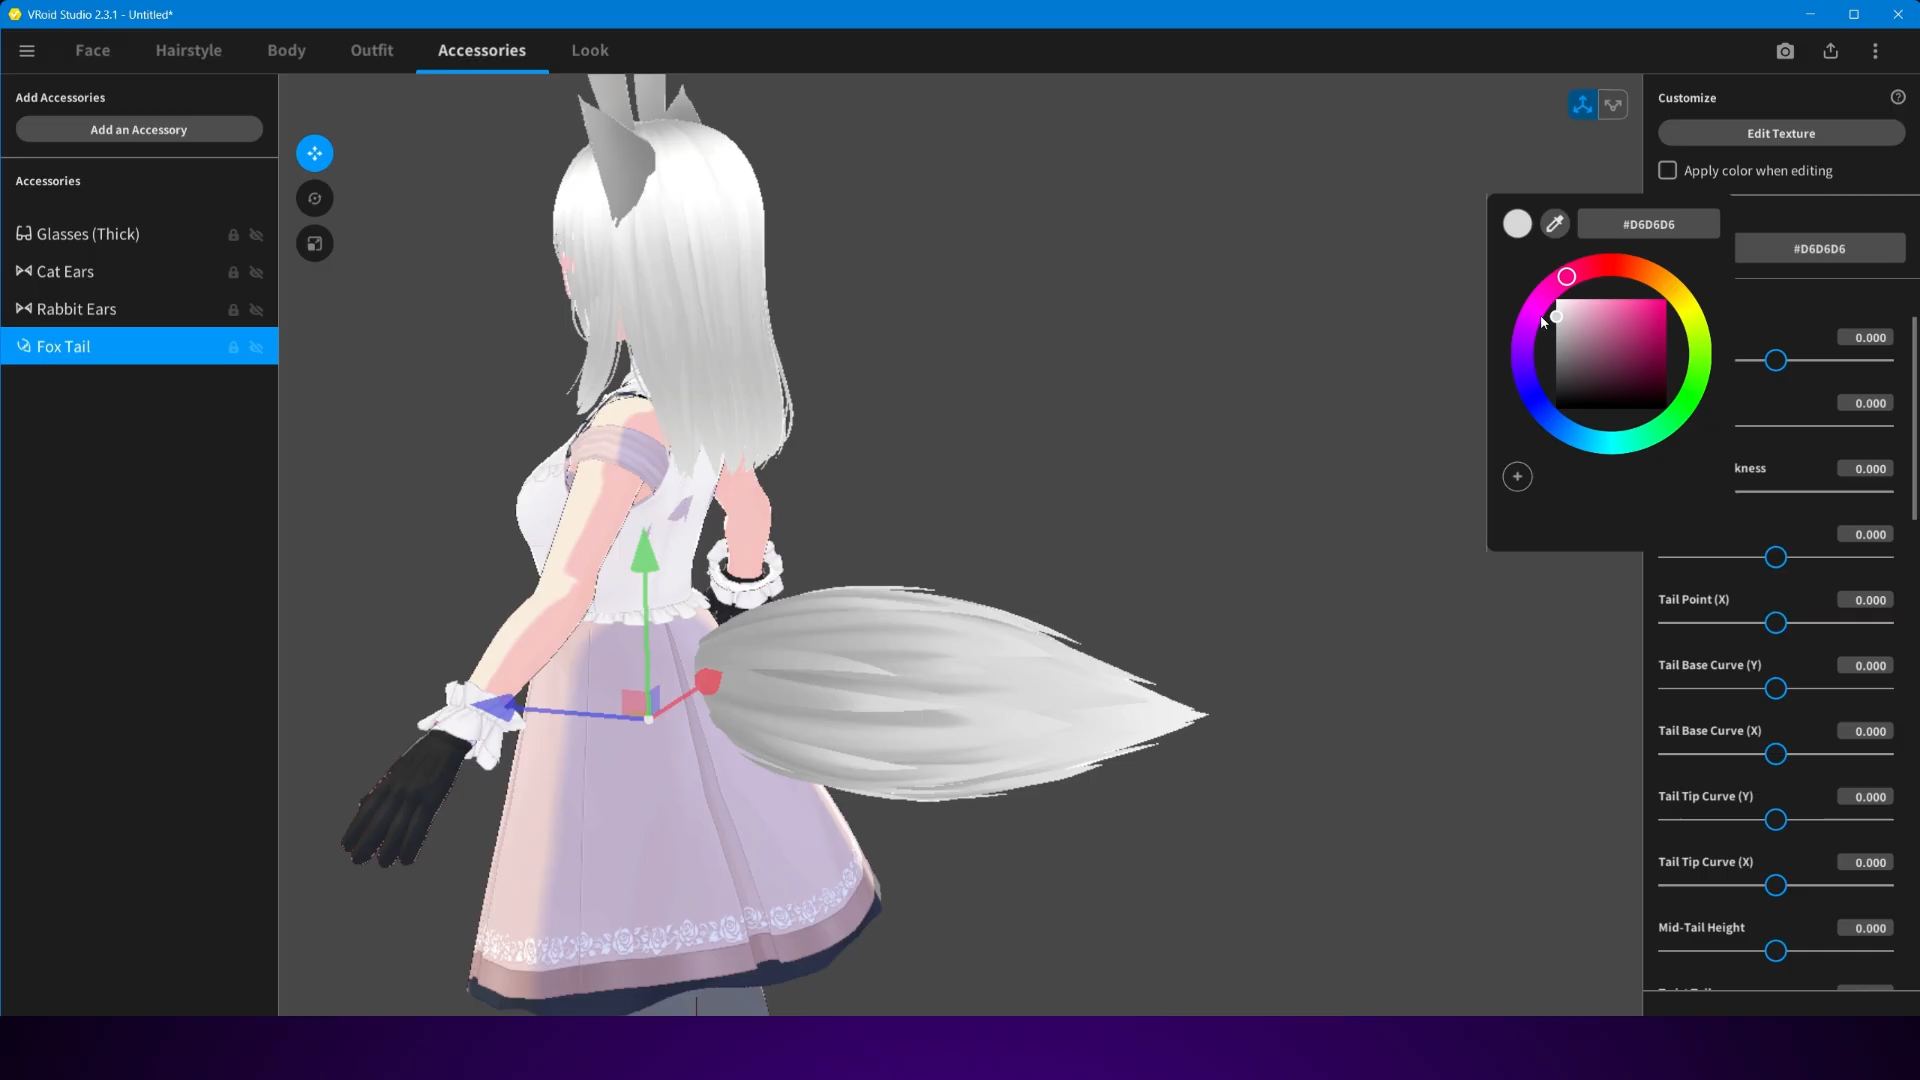 VRoid Studio 2.3.1 - Untitled*
Face
Hairstyle
Body
Outfit
Accessories
Look
Add Accessories
Add an Accessory
Accessories
Glasses (Thick)
Cat Ears
Rabbit Ears
Fox Tail
Customize
Edit Texture
Apply color when editing
#D6D6D6
#D6D6D6
0.000
0.000
kness
0.000
0.000
Tail Point (X)
0.000
Tail Base Curve (Y)
0.000
Tail Base Curve (X)
0.000
Tail Tip Curve (Y)
0.000
Tail Tip Curve (X)
0.000
Mid-Tail Height
0.000